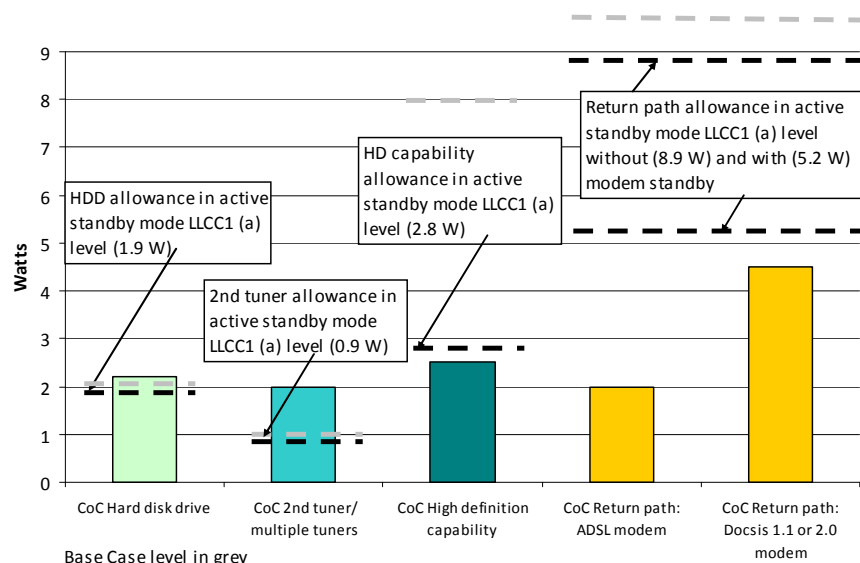 9
8
7
6
5
4
3
2
1
0
Watts
HDD allowance in active
standby mode LLCC1 (a)
level (1.9 W)
2nd tuner allowance in
active standby mode
LLCC1 (a) level (0.9 W)
HD capability
allowance in active
standby mode LLCC1 (a)
level (2.8 W)
Return path allowance in active
standby mode LLCC1 (a) level
without (8.9 W) and with (5.2 W)
modem standby
CoC Hard disk drive
CoC 2nd tuner/
multiple tuners
CoC High definition
capability
CoC Return path:
ADSL modem
CoC Return path:
Docsis 1.1 or 2.0
modem
Base Case level in grey